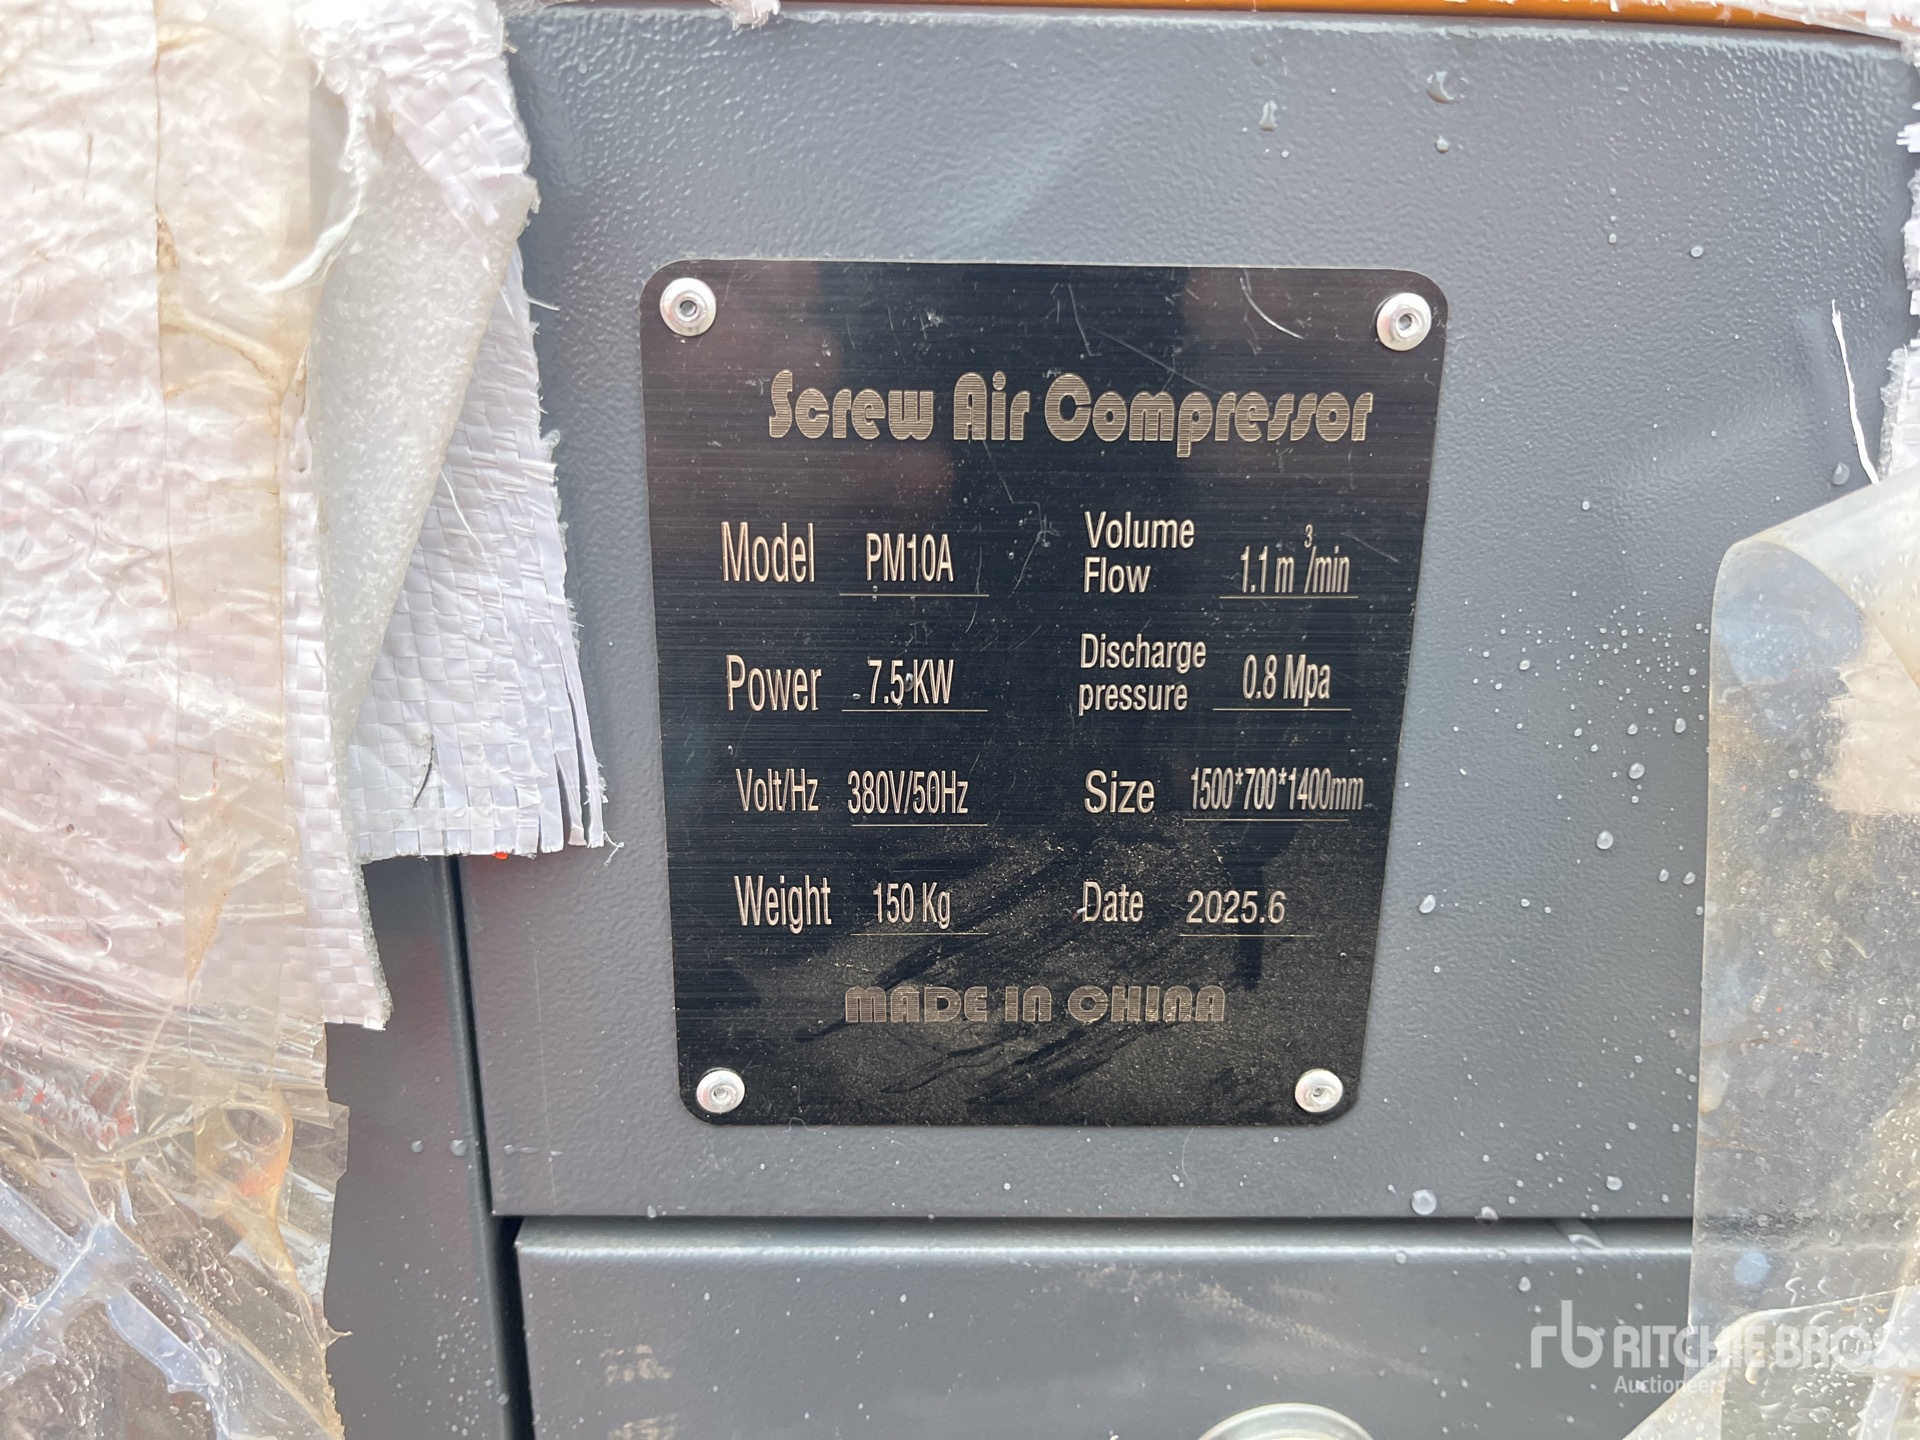 Screw Air Compressor
Model PM10A
Volume Flow 1.1 m³/min
Power 7.5 KW
Discharge pressure 0.8 Mpa
Volt/Hz 380V/50Hz
Size 1500*700*1400mm
Weight 150 Kg
Date 2025.6
MADE IN CHINA
rb RITCHIE BROS.
Auctioneers